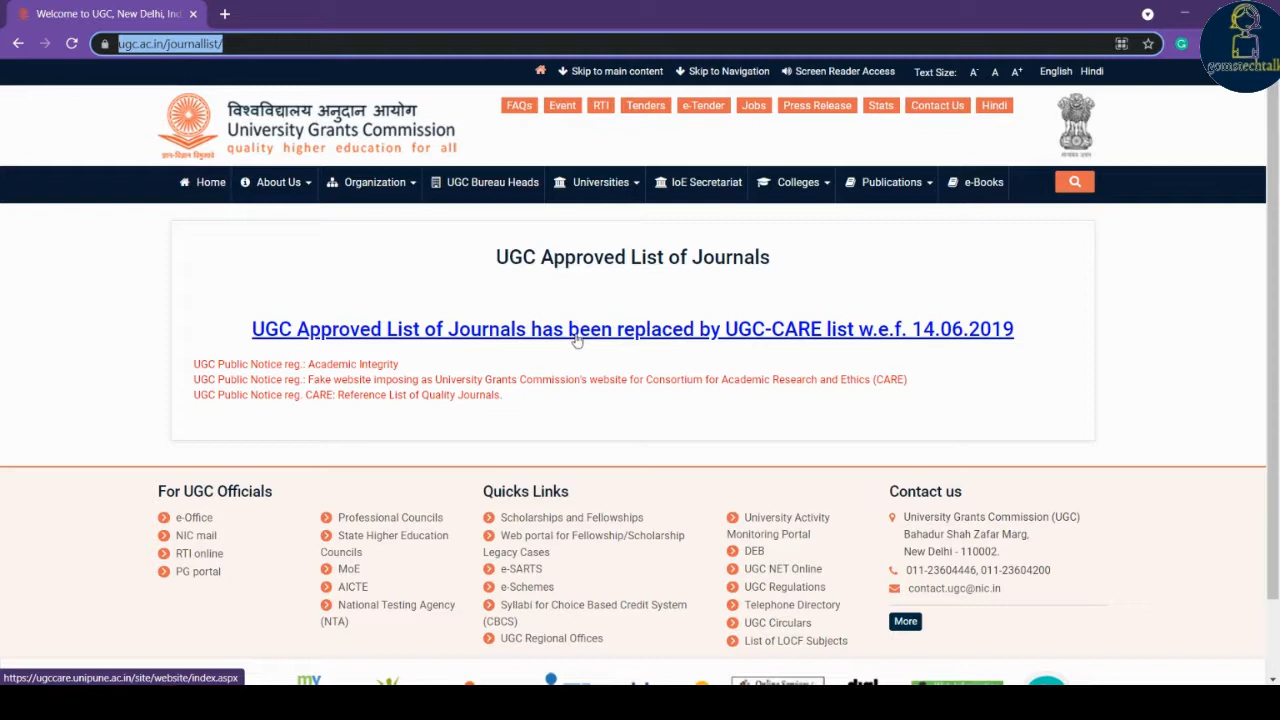 Welcome to UGC, New Delhi, Ind
ugc.ac.in/journallist/
gomstechtalk
Skip to main content
Skip to Navigation
Screen Reader Access
Text Size:
A-
A
A+
English
Hindi
विश्वविद्यालय अनुदान आयोग
University Grants Commission
quality higher education for all
ज्ञान-विज्ञान विमुक्तये
FAQs
Event
RTI
Tenders
e-Tender
Jobs
Press Release
Stats
Contact Us
Hindi
Home
About Us
Organization
UGC Bureau Heads
Universities
IoE Secretariat
Colleges
Publications
e-Books
UGC Approved List of Journals
UGC Approved List of Journals has been replaced by UGC-CARE list w.e.f. 14.06.2019
UGC Public Notice reg.: Academic Integrity
UGC Public Notice reg.: Fake website imposing as University Grants Commission's website for Consortium for Academic Research and Ethics (CARE)
UGC Public Notice reg. CARE: Reference List of Quality Journals.
For UGC Officials
e-Office
NIC mail
RTI online
PG portal
Professional Councils
State Higher Education
Councils
MoE
AICTE
National Testing Agency
(NTA)
Quicks Links
Scholarships and Fellowships
Web portal for Fellowship/Scholarship
Legacy Cases
e-SARTS
e-Schemes
Syllabi for Choice Based Credit System
(CBCS)
UGC Regional Offices
University Activity
Monitoring Portal
DEB
UGC NET Online
UGC Regulations
Telephone Directory
UGC Circulars
List of LOCF Subjects
Contact us
University Grants Commission (UGC)
Bahadur Shah Zafar Marg,
New Delhi - 110002.
011-23604446, 011-23604200
contact.ugc@nic.in
More
https://ugccare.unipune.ac.in/site/website/index.aspx
my